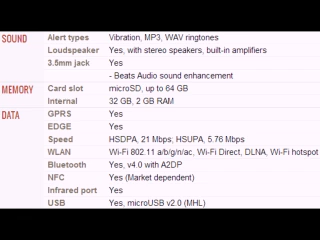 SOUND Alert types Vibration, MP3, WAV ringtones
Loudspeaker Yes, with stereo speakers, built-in amplifiers
3.5mm jack Yes
- Beats Audio sound enhancement
MEMORY Card slot microSD, up to 64 GB
Internal 32 GB, 2 GB RAM
DATA GPRS Yes
EDGE Yes
Speed HSDPA, 21 Mbps; HSUPA, 5.76 Mbps
WLAN Wi-Fi 802.11 a/b/g/n/ac, Wi-Fi Direct, DLNA, Wi-Fi hotspot
Bluetooth Yes, v4.0 with A2DP
NFC Yes (Market dependent)
Infrared port Yes
USB Yes, microUSB v2.0 (MHL)